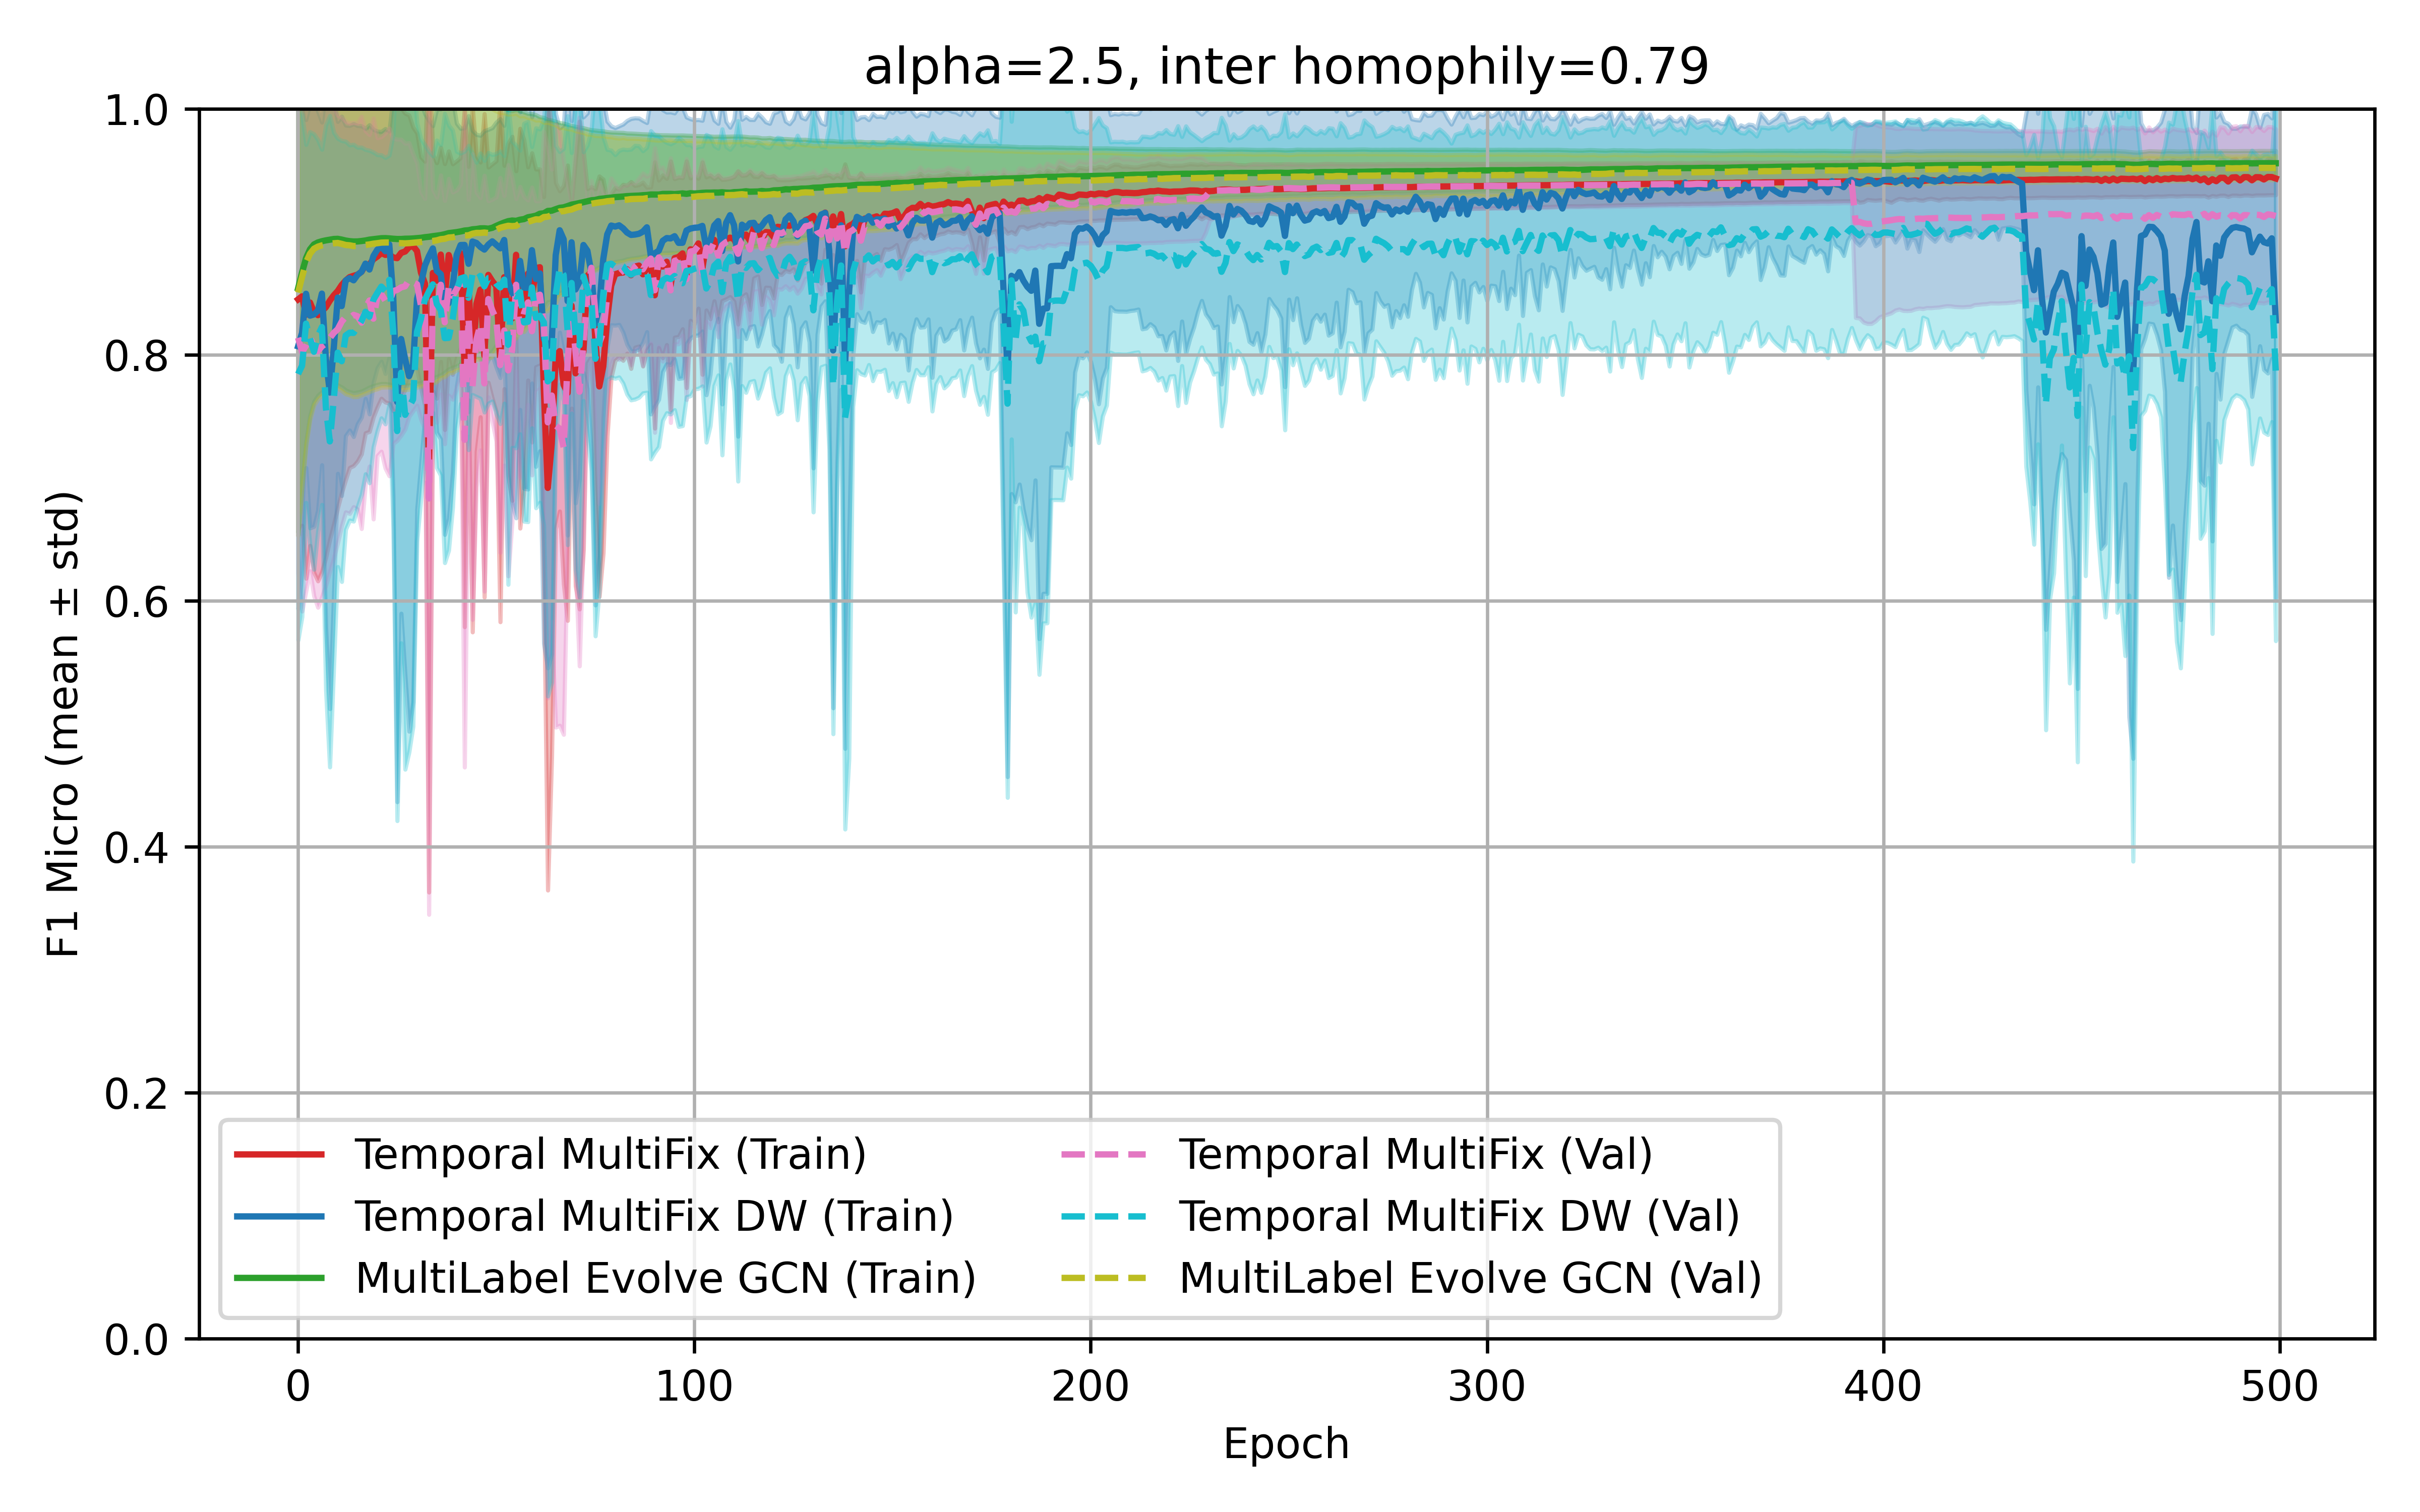 alpha=2.5, inter homophily=0.79
F1 Micro (mean ± std)
1.0
0.8
0.6
0.4
0.2
0.0
Temporal MultiFix (Train)
Temporal MultiFix DW (Train)
MultiLabel Evolve GCN (Train)
Temporal MultiFix (Val)
Temporal MultiFix DW (Val)
MultiLabel Evolve GCN (Val)
0 100 200 300 400 500
Epoch